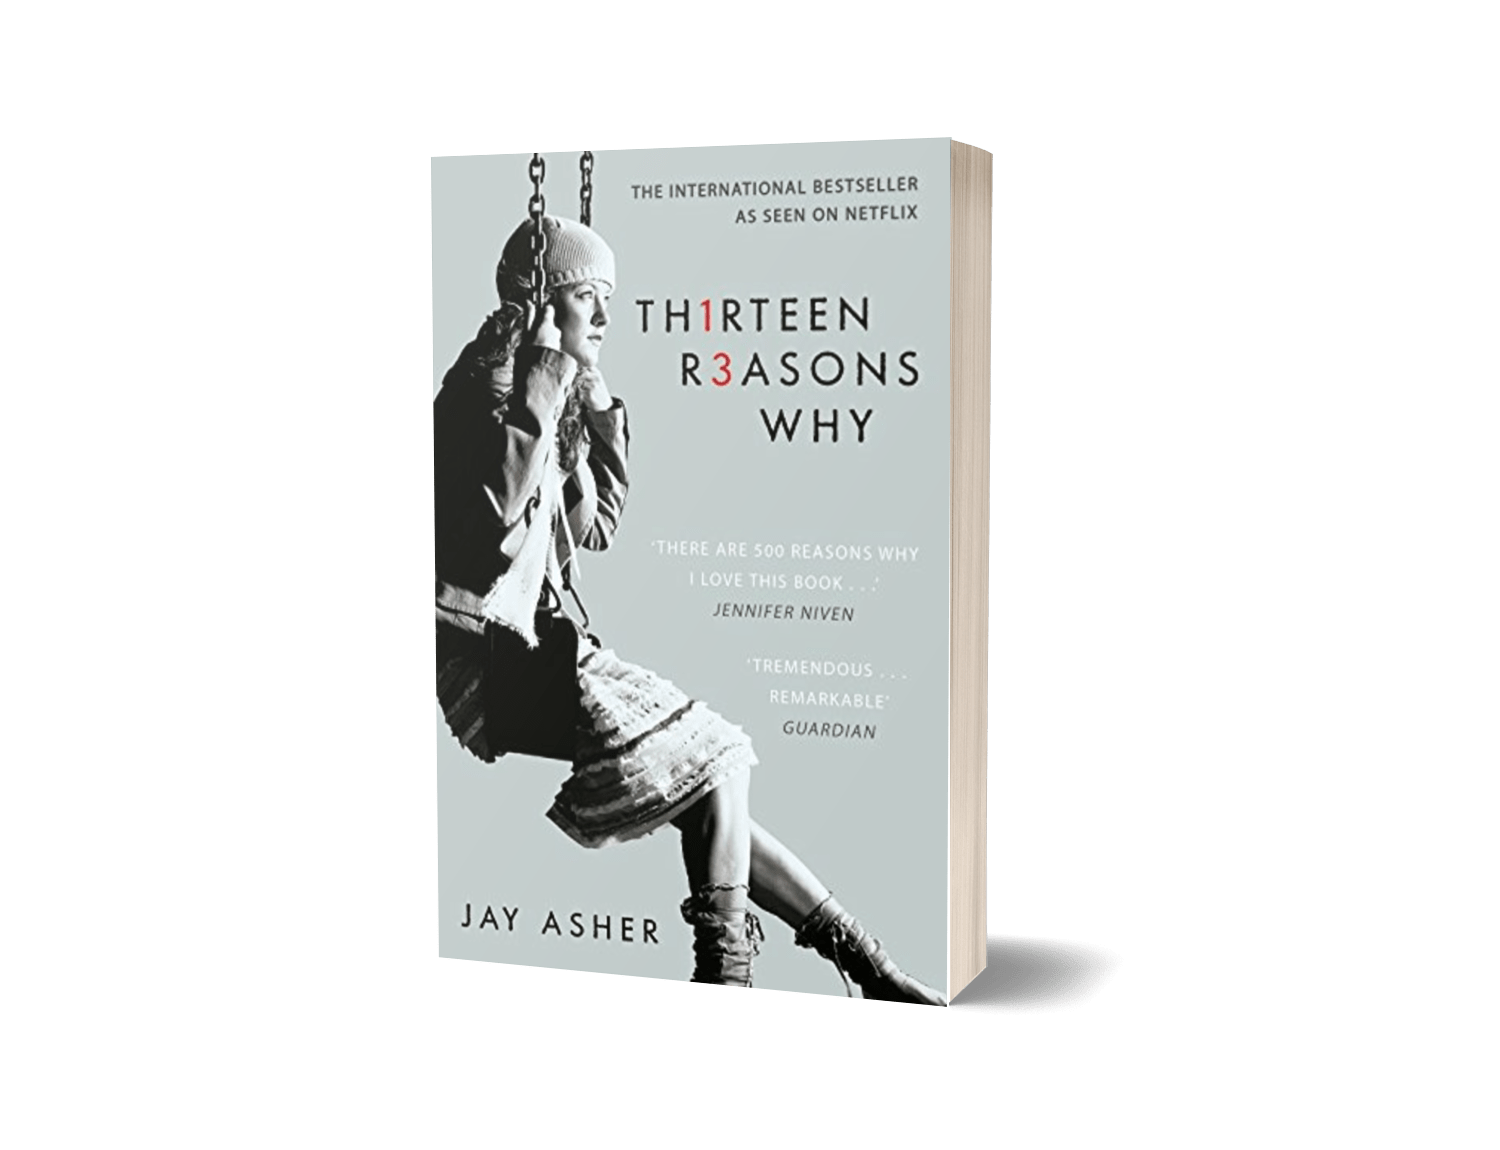 THE INTERNATIONAL BESTSELLER
AS SEEN ON NETFLIX
TH1RTEEN
R3ASONS
WHY
‘THERE ARE 500 REASONS WHY
I LOVE THIS BOOK . . .’
JENNIFER NIVEN
‘TREMENDOUS . . .
REMARKABLE’
GUARDIAN
JAY ASHER